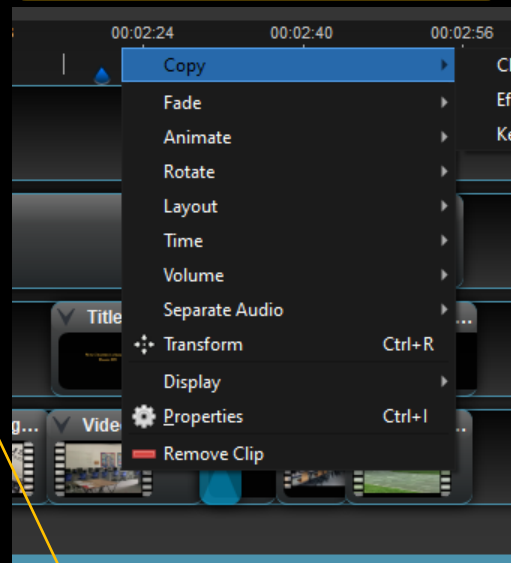 00:02:24 00:02:40 00:02:56
Copy
Fade
Animate
Rotate
Layout
Time
Volume
Separate Audio
Title ...
Transform Ctrl+R
Display
g... Properties Ctrl+I
Remove Clip